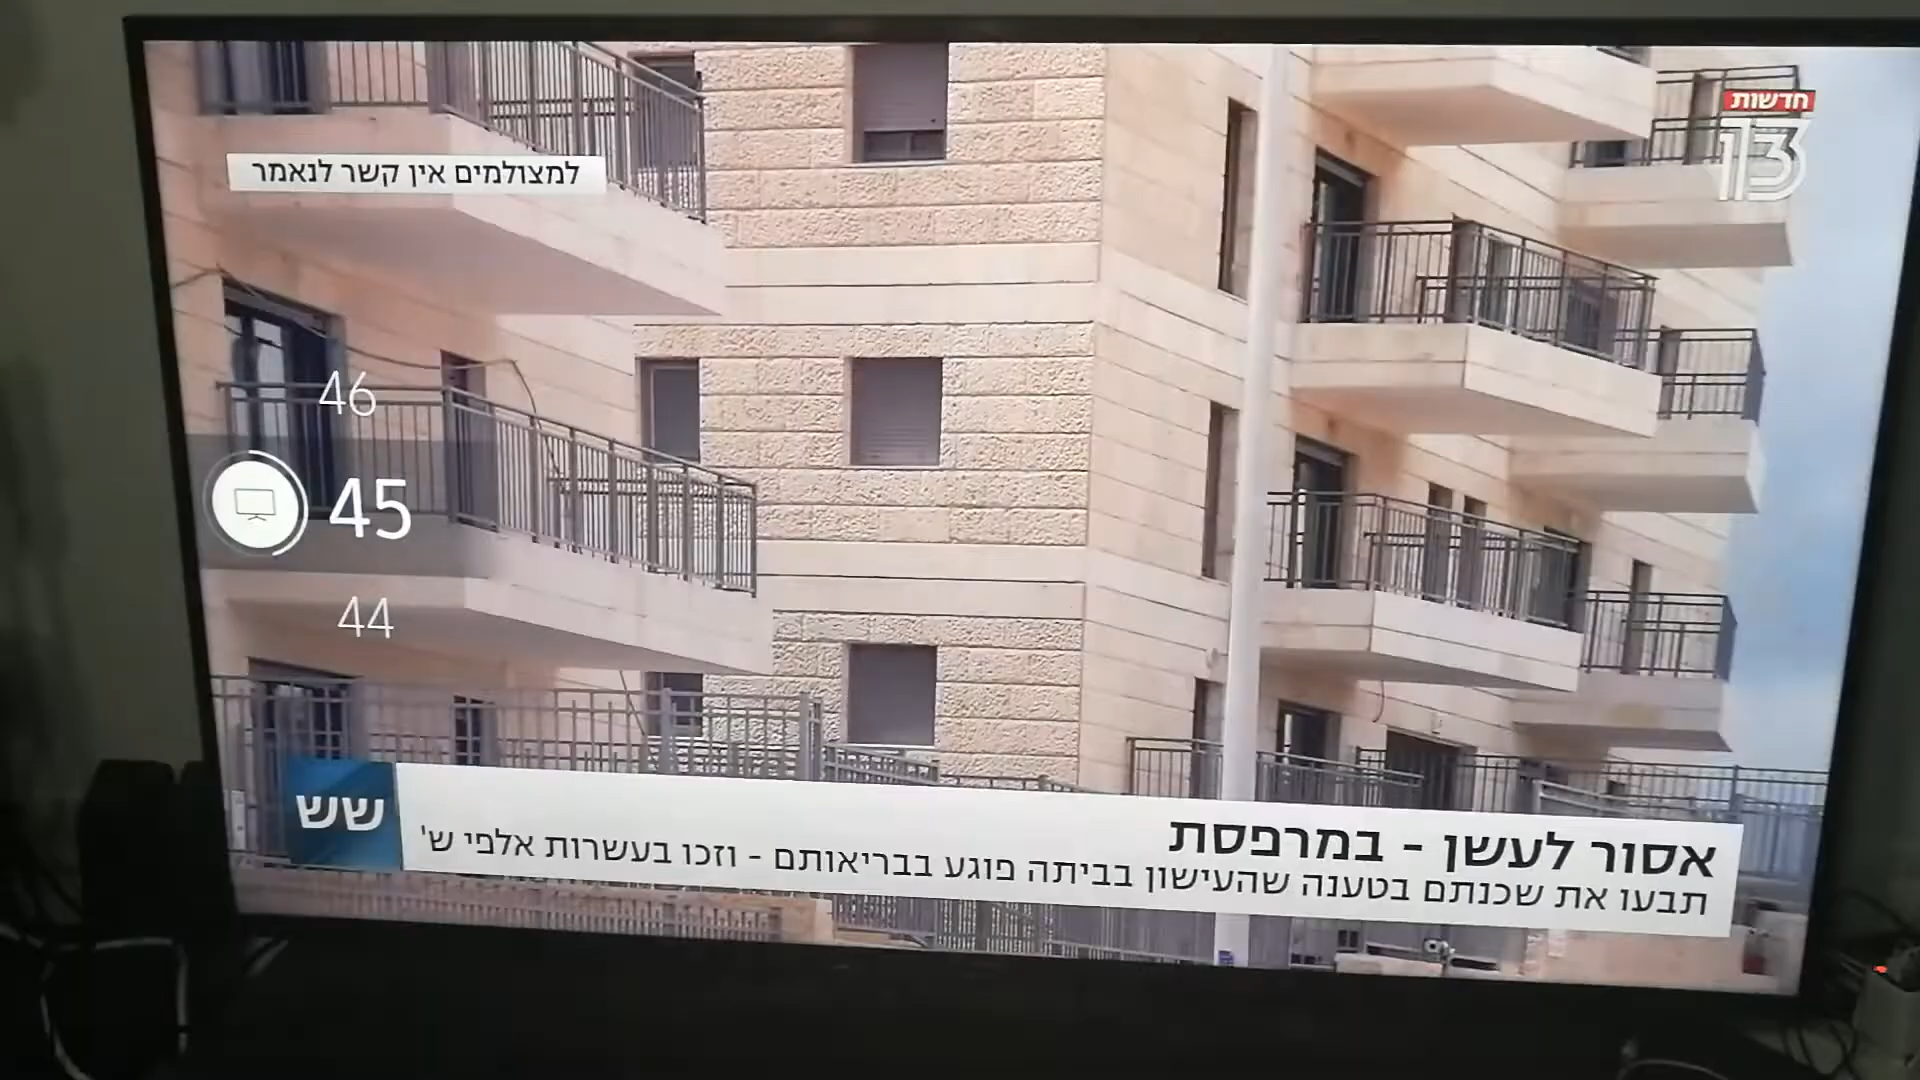 חדשות
13
למצולמים אין קשר לנאמר
46
45
44
שש
אסור לעשן - במרפסת
תבעו את שכנתם בטענה שהעישון בביתה פוגע בבריאותם - וזכו בעשרות אלפי ש'